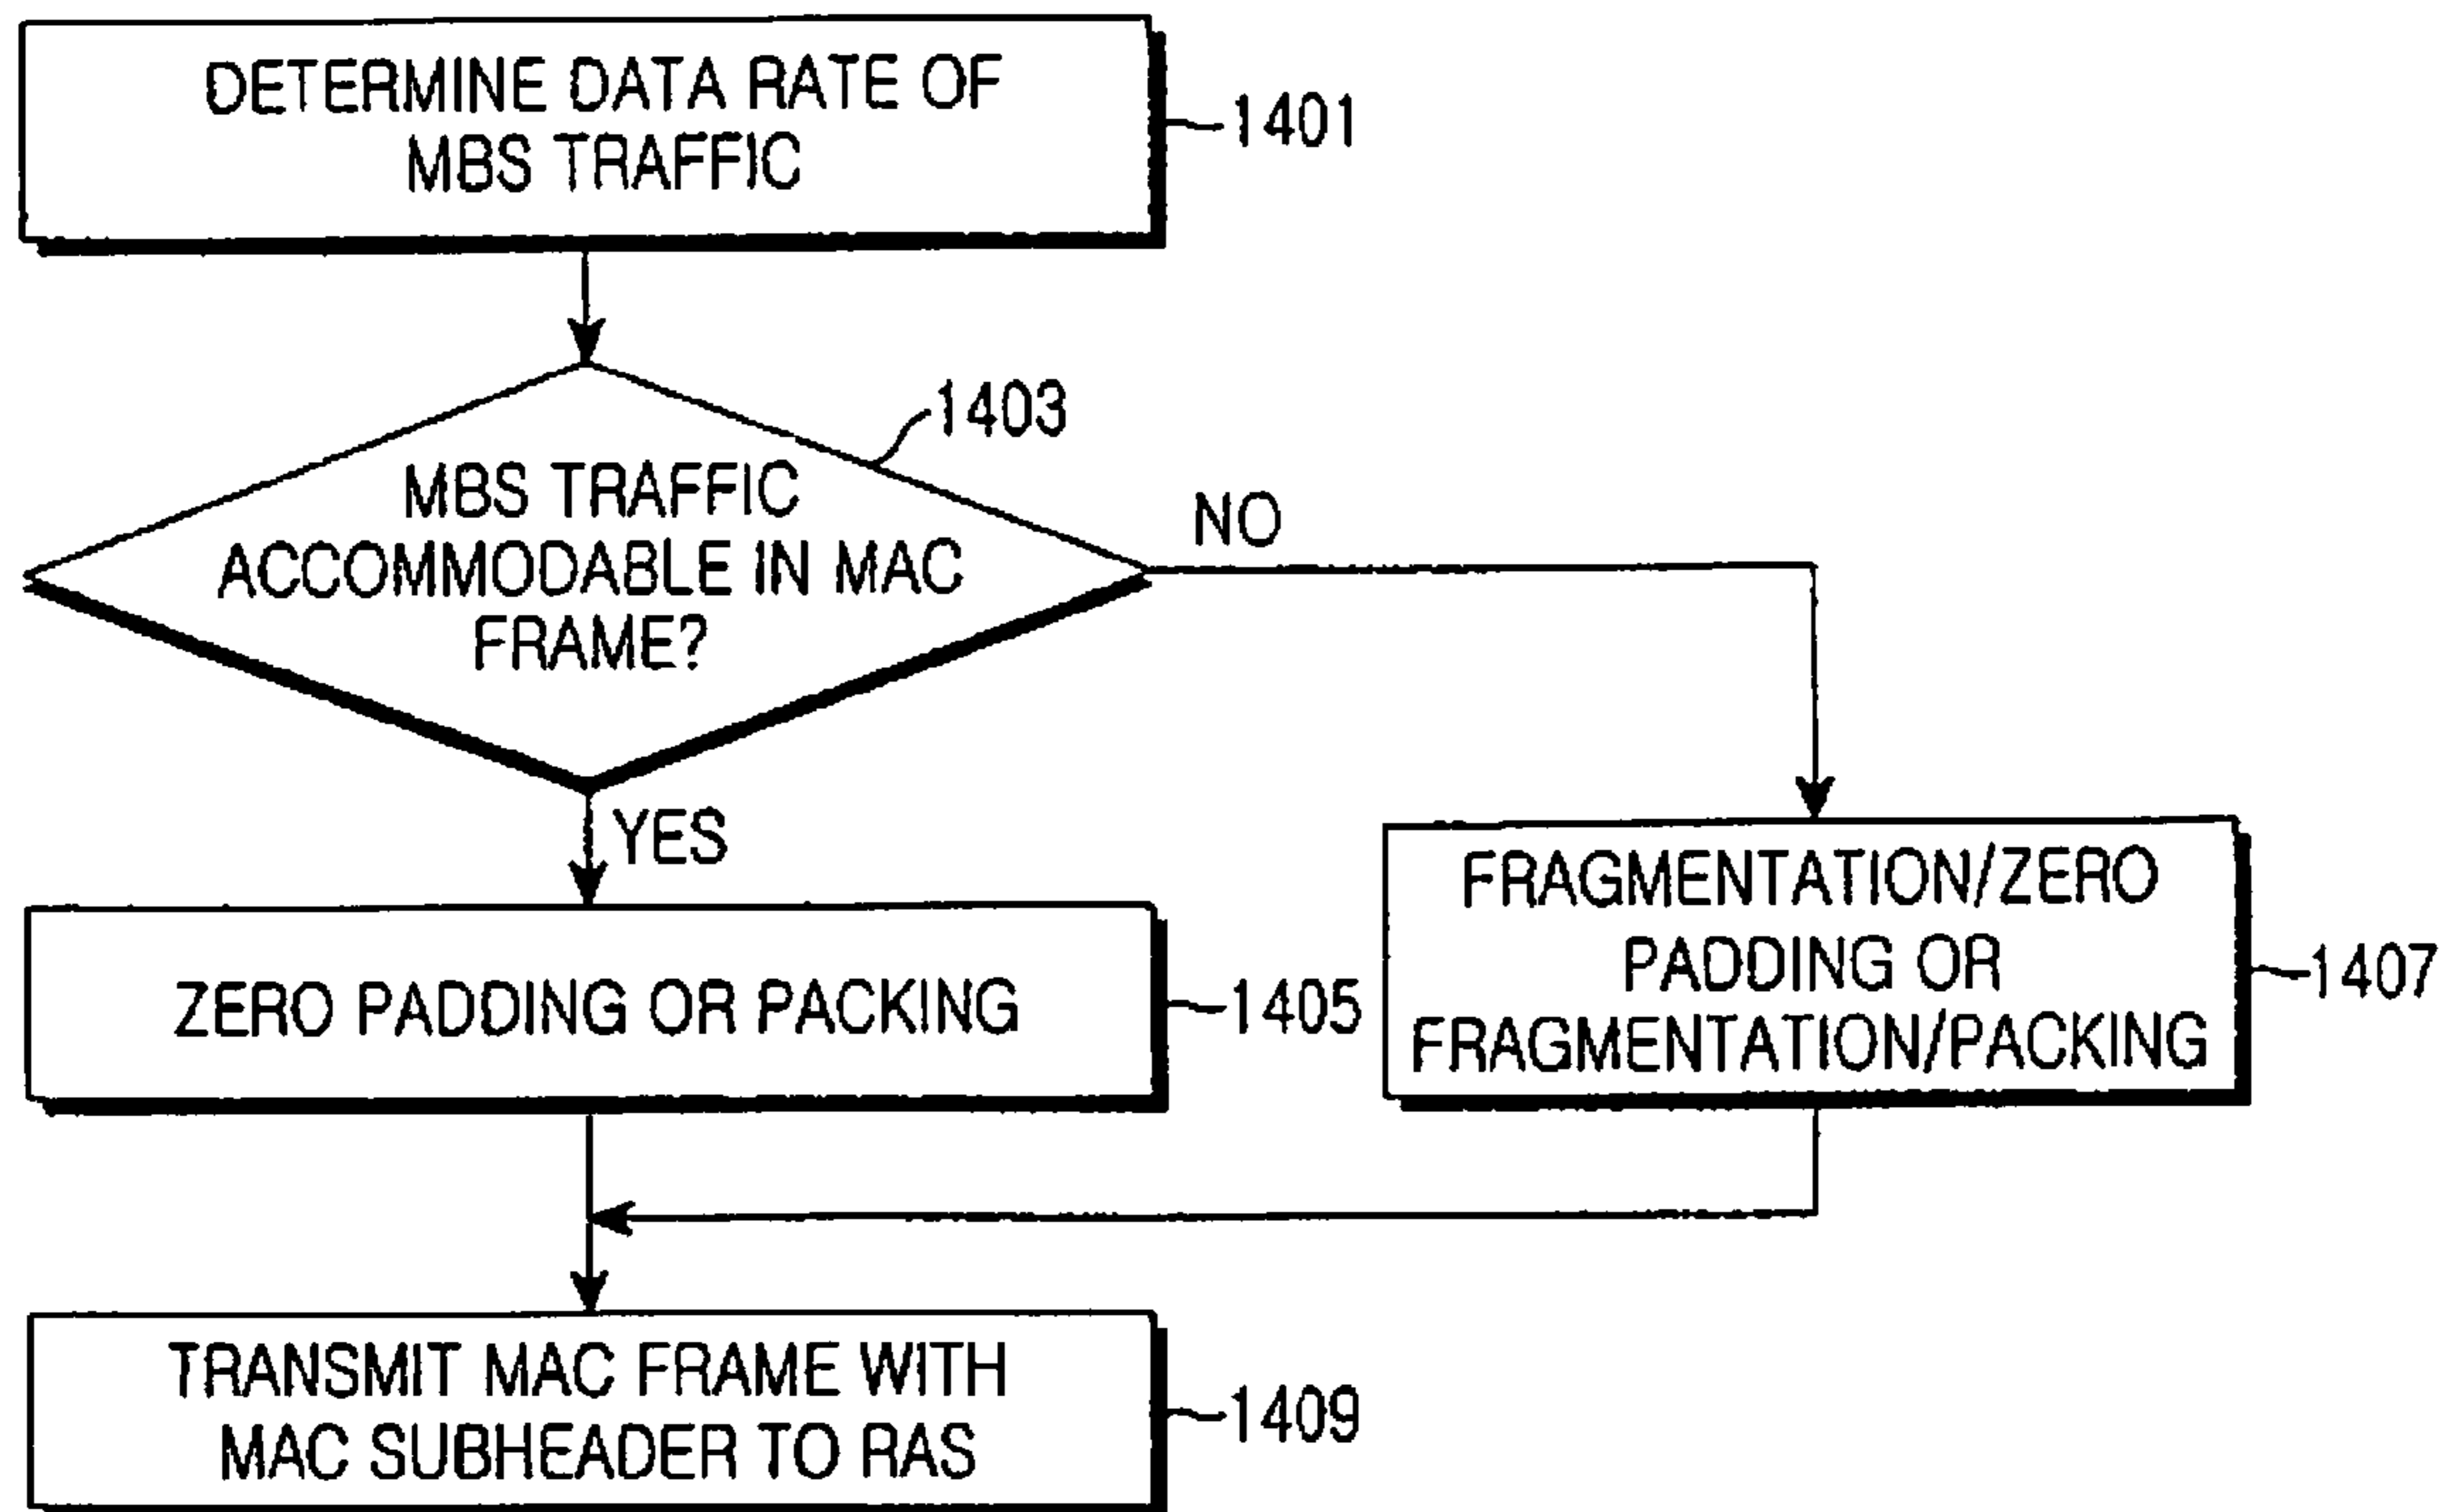 DETERMINE DATA RATE OF
MBS TRAFFIC
1401
1403
MBS TRAFFIC
ACCOMMODABLE IN MAC
FRAME?
NO
YES
ZERO PADDING OR PACKING
1405
FRAGMENTATION/ZERO
PADDING OR
FRAGMENTATION/PACKING
1407
TRANSMIT MAC FRAME WITH
MAC SUBHEADER TO RAS
1409